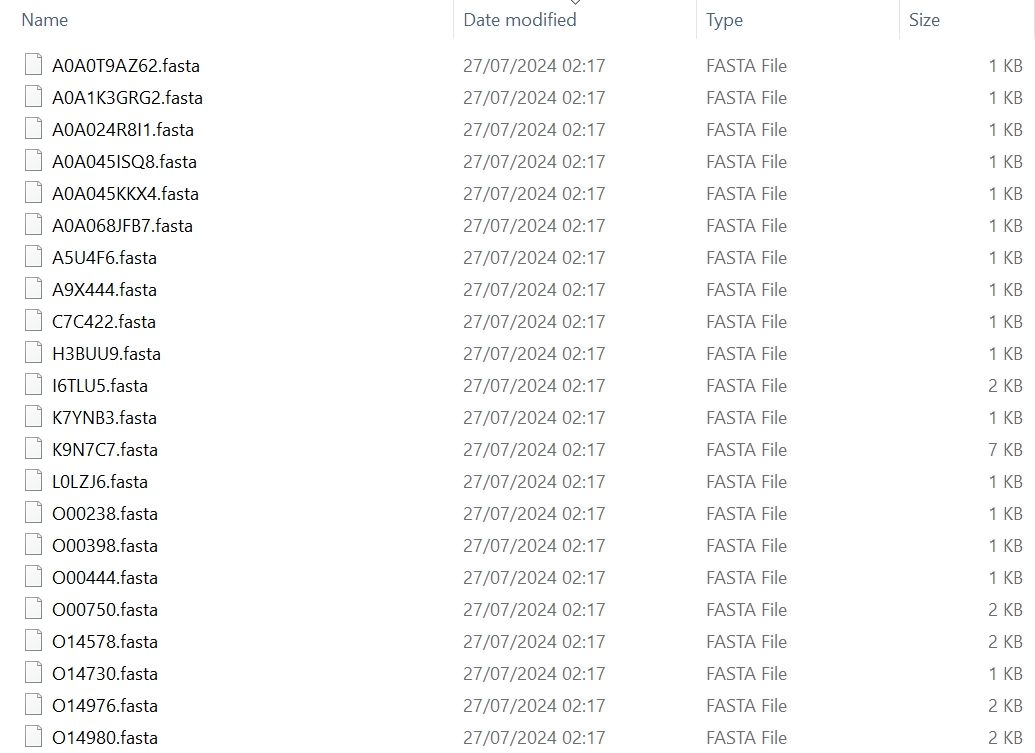 Name Date modified Type Size
A0A0T9AZ62.fasta 27/07/2024 02:17 FASTA File 1 KB
A0A1K3GRG2.fasta 27/07/2024 02:17 FASTA File 1 KB
A0A024R8I1.fasta 27/07/2024 02:17 FASTA File 1 KB
A0A045ISQ8.fasta 27/07/2024 02:17 FASTA File 1 KB
A0A045KKX4.fasta 27/07/2024 02:17 FASTA File 1 KB
A0A068JFB7.fasta 27/07/2024 02:17 FASTA File 1 KB
A5U4F6.fasta 27/07/2024 02:17 FASTA File 1 KB
A9X444.fasta 27/07/2024 02:17 FASTA File 1 KB
C7C422.fasta 27/07/2024 02:17 FASTA File 1 KB
H3BUU9.fasta 27/07/2024 02:17 FASTA File 1 KB
I6TLU5.fasta 27/07/2024 02:17 FASTA File 2 KB
K7YNB3.fasta 27/07/2024 02:17 FASTA File 1 KB
K9N7C7.fasta 27/07/2024 02:17 FASTA File 7 KB
L0LZJ6.fasta 27/07/2024 02:17 FASTA File 1 KB
O00238.fasta 27/07/2024 02:17 FASTA File 1 KB
O00398.fasta 27/07/2024 02:17 FASTA File 1 KB
O00444.fasta 27/07/2024 02:17 FASTA File 1 KB
O00750.fasta 27/07/2024 02:17 FASTA File 2 KB
O14578.fasta 27/07/2024 02:17 FASTA File 2 KB
O14730.fasta 27/07/2024 02:17 FASTA File 1 KB
O14976.fasta 27/07/2024 02:17 FASTA File 2 KB
O14980.fasta 27/07/2024 02:17 FASTA File 2 KB